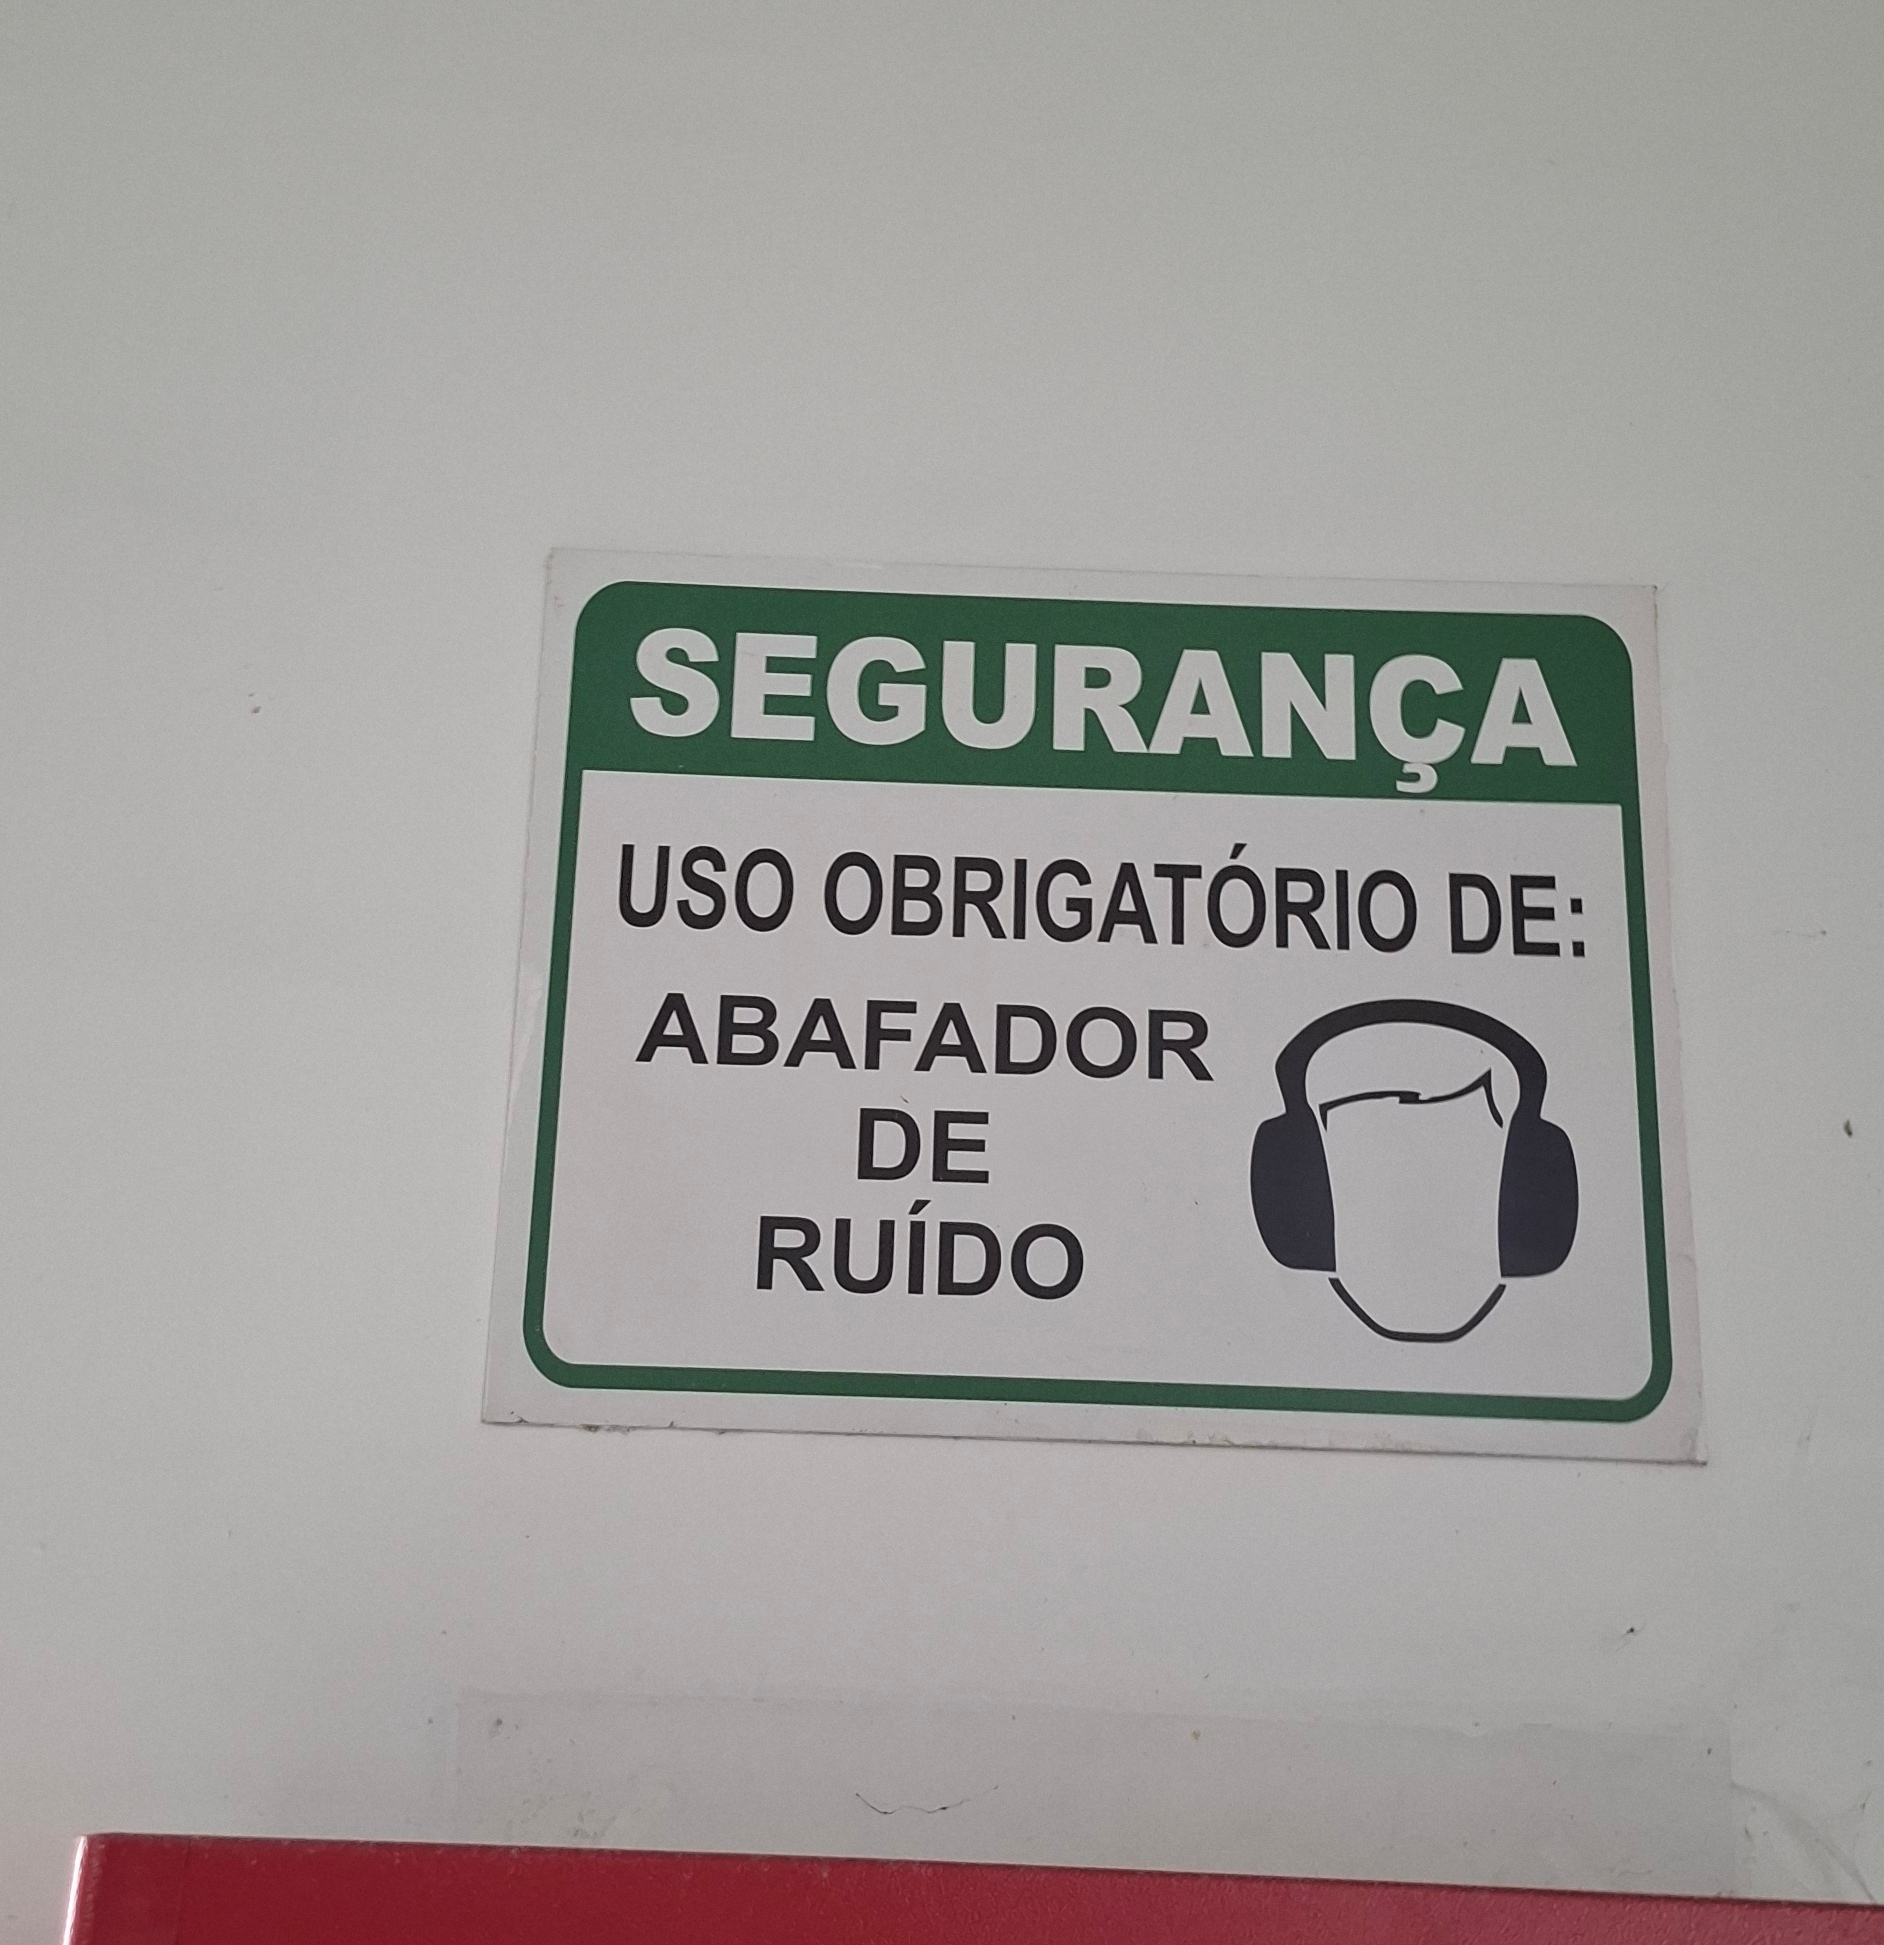 SEGURANÇA
USO OBRIGATÓRIO DE:
ABAFADOR
DE
RUÍDO